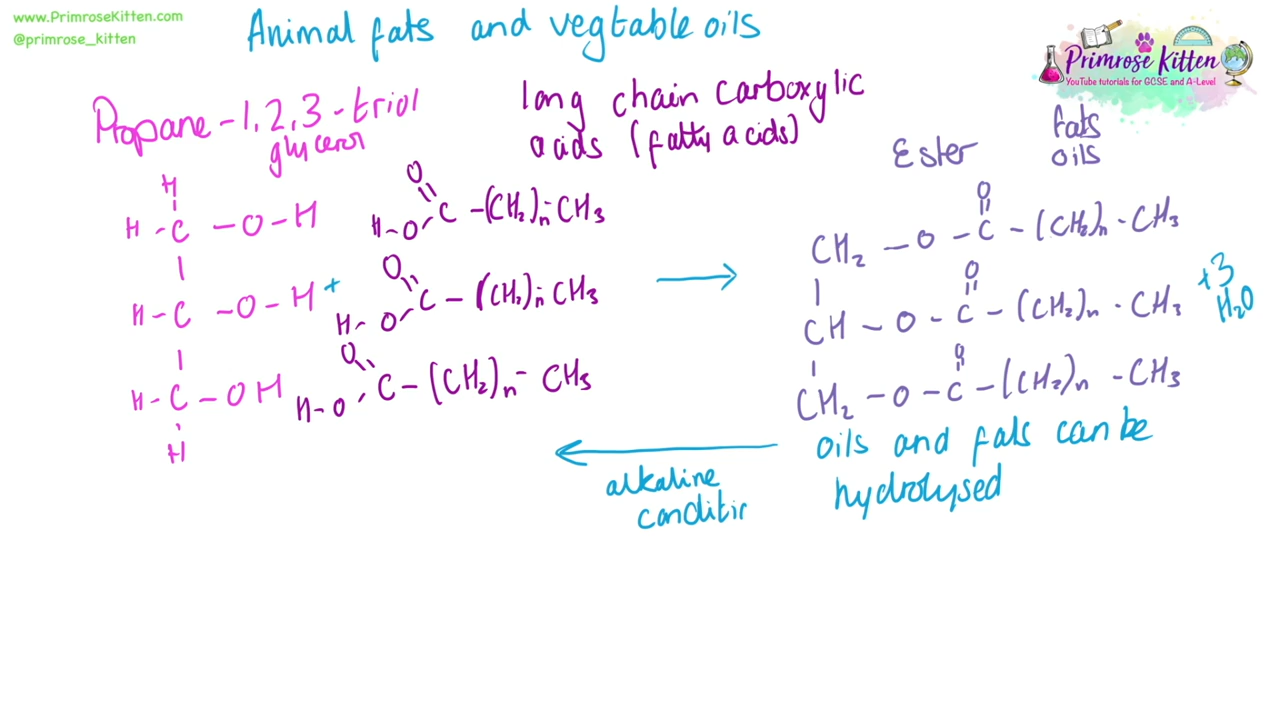 www.PrimroseKitten.com
@primrose_kitten
Animal fats and vegtable oils
Primrose Kitten
YouTube tutorials for GCSE and A-Level
Propane-1,2,3-triol
glycerol
long chain carboxylic
acids (fatty acids)
Ester
fats
oils
H
H-C-O-H
H-C-O-H
H-C-OH
H
+
O
H-O-C-(CH2)n-CH3
O
H-O-C-(CH2)n-CH3
O
H-O-C-(CH2)n-CH3
O
CH2-O-C-(CH2)n-CH3
O
CH-O-C-(CH2)n-CH3
O
CH2-O-C-(CH2)n-CH3
+3
H2O
alkaline
conditir
oils and fats can be
hydrolysed